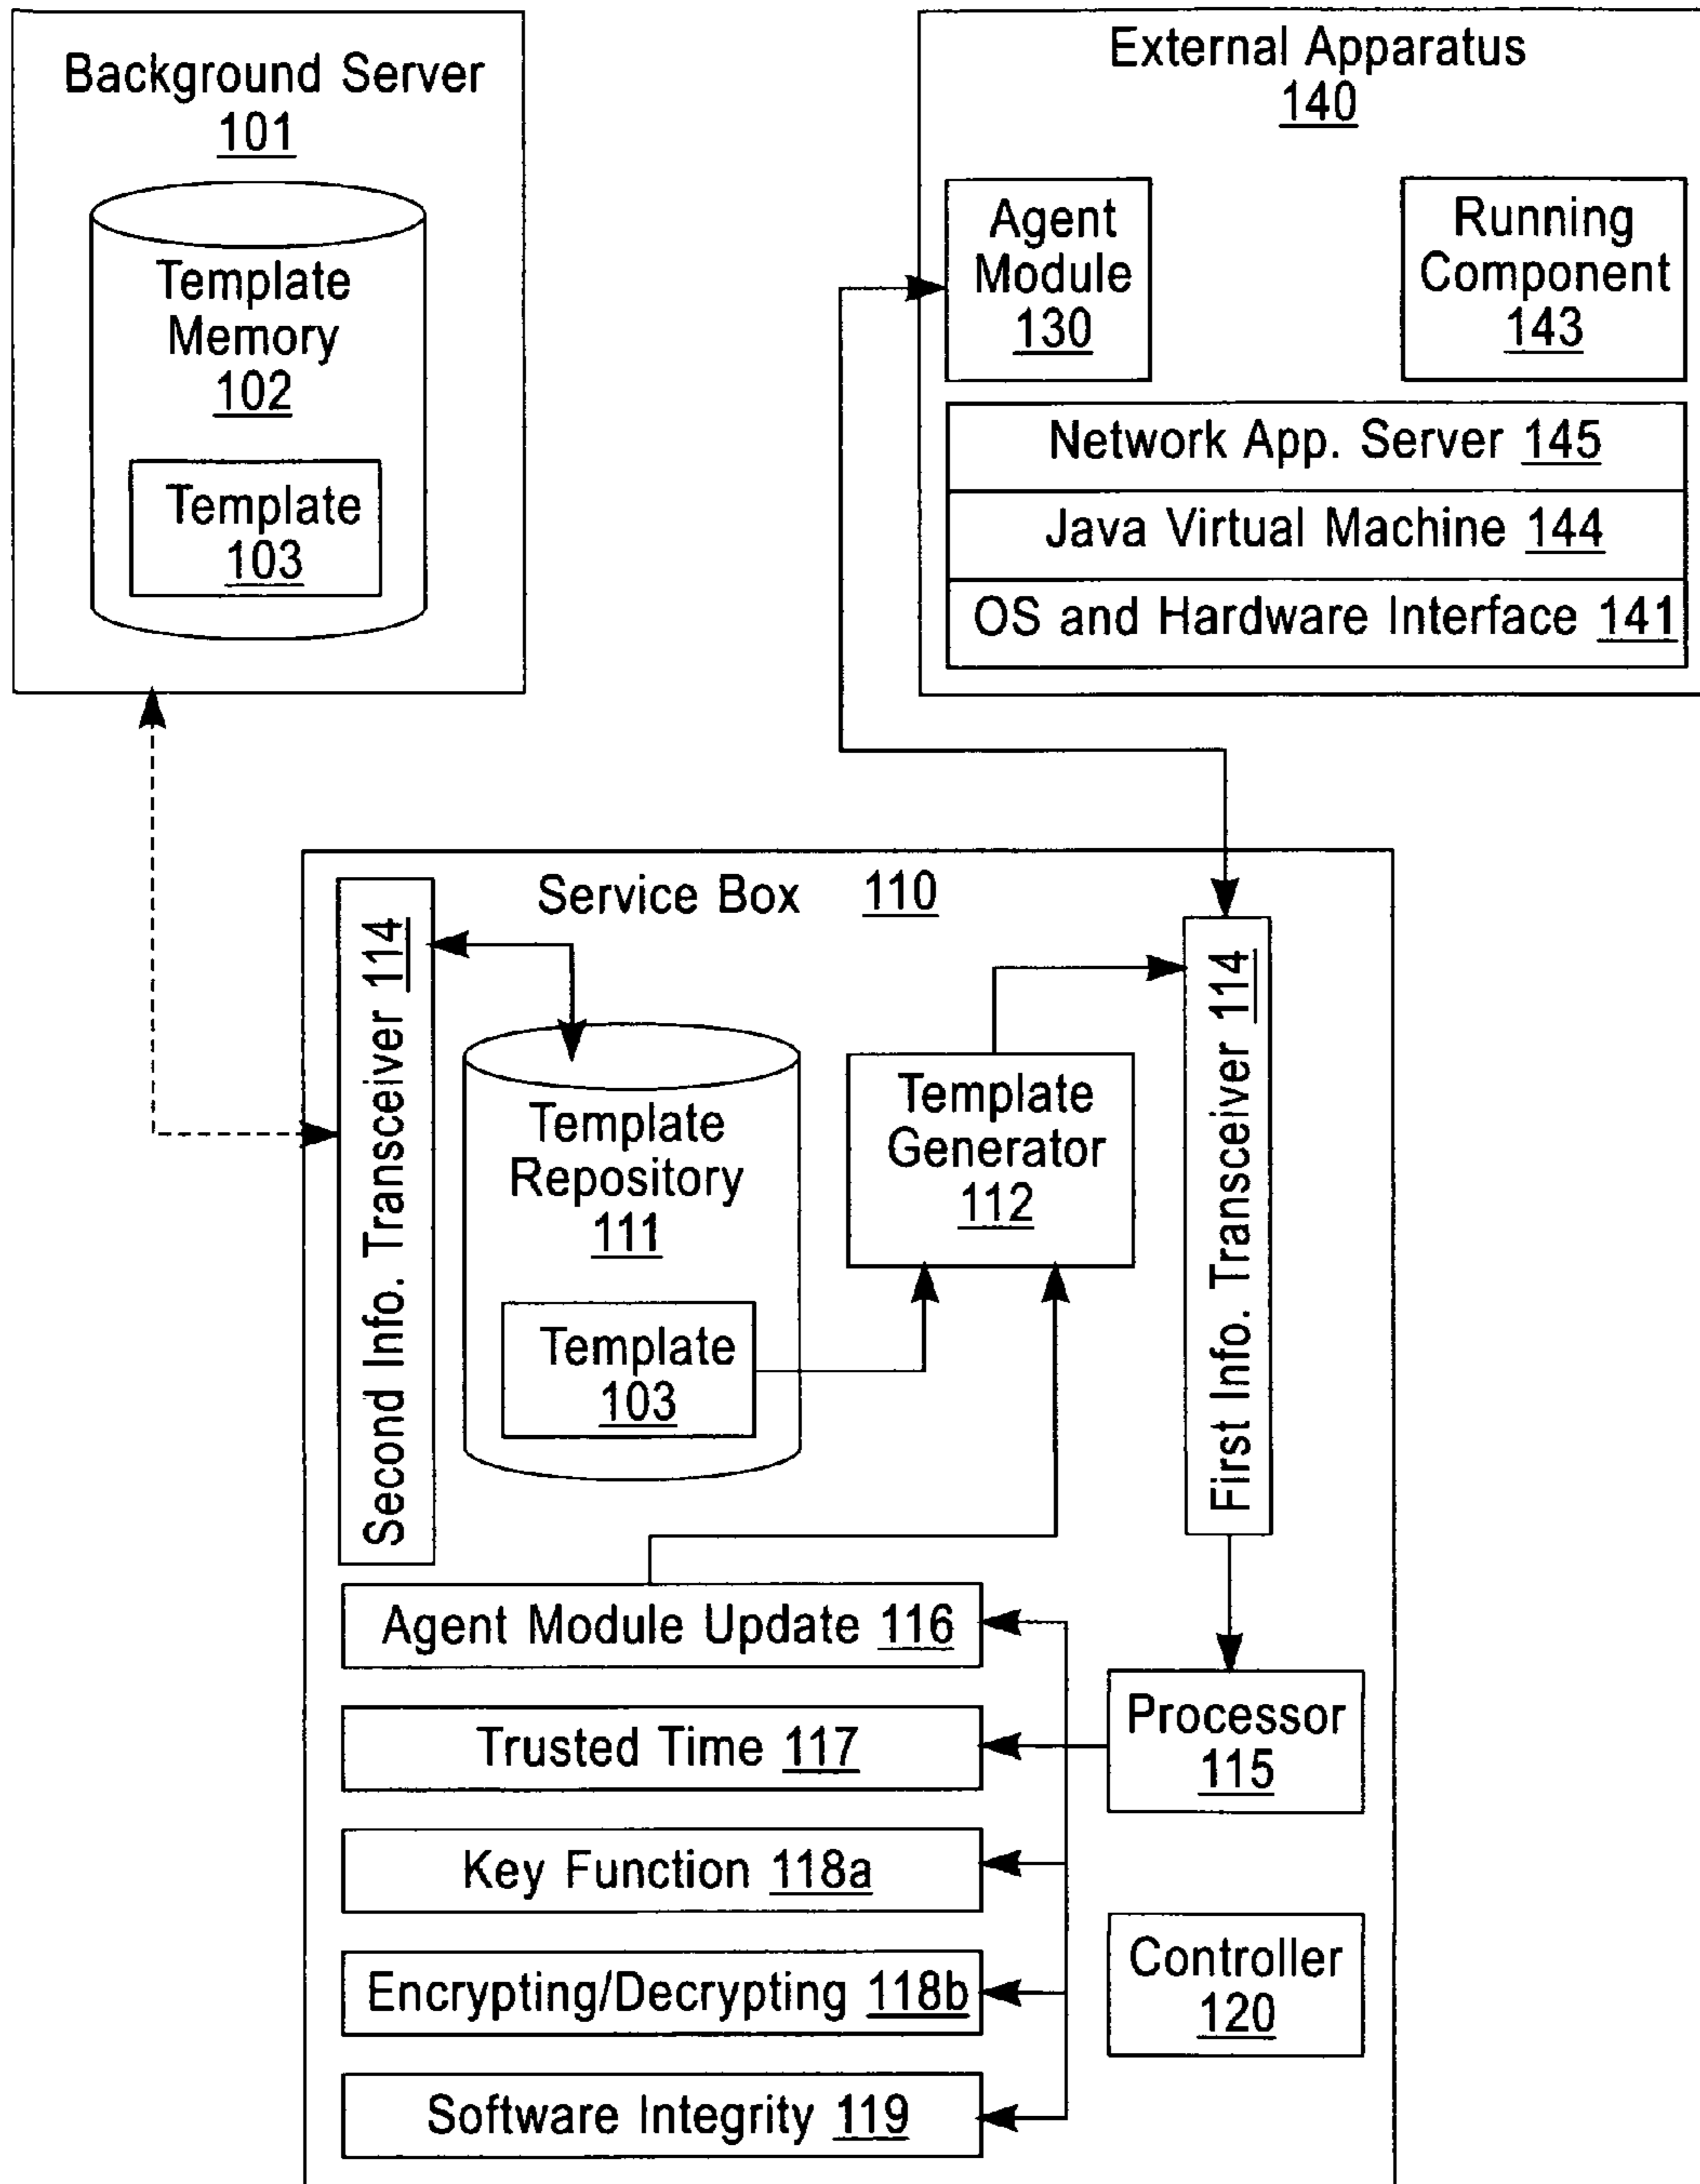 Background Server
101
Template
Memory
102
Template
103
External Apparatus
140
Agent
Module
130
Running
Component
143
Network App. Server 145
Java Virtual Machine 144
OS and Hardware Interface 141
Service Box 110
Second Info. Transceiver 114
Template
Repository
111
Template
103
Template
Generator
112
First Info. Transceiver 114
Agent Module Update 116
Trusted Time 117
Key Function 118a
Encrypting/Decrypting 118b
Software Integrity 119
Processor
115
Controller
120